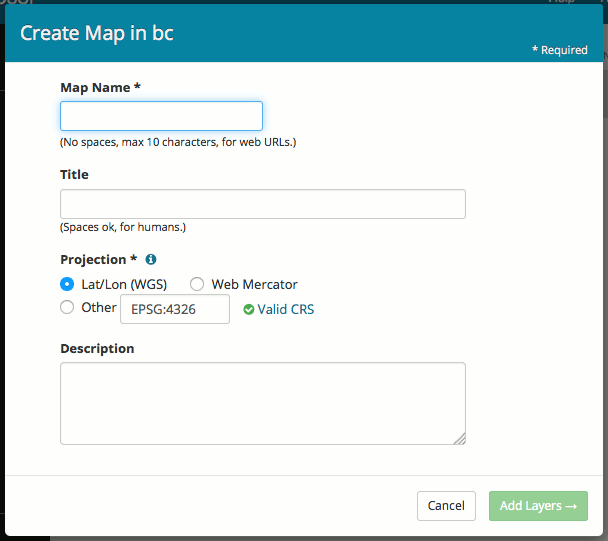 Create Map in bc
* Required
Map Name *
(No spaces, max 10 characters, for web URLs.)
Title
(Spaces ok, for humans.)
Projection *
Lat/Lon (WGS) Web Mercator
Other EPSG:4326 Valid CRS
Description
Cancel Add Layers →